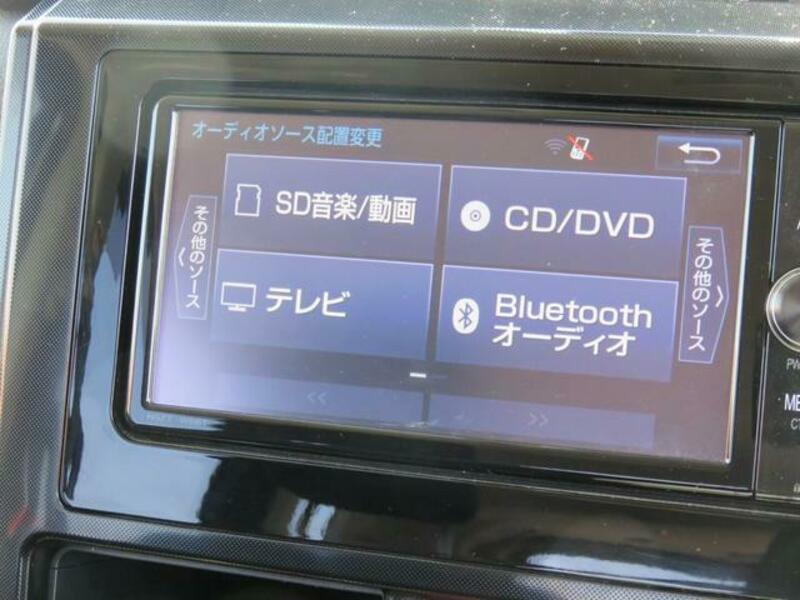 オーディオソース配置変更
SD音楽/動画
CD/DVD
その他のソース
その他のソース
テレビ
Bluetooth
オーディオ
<<
>>